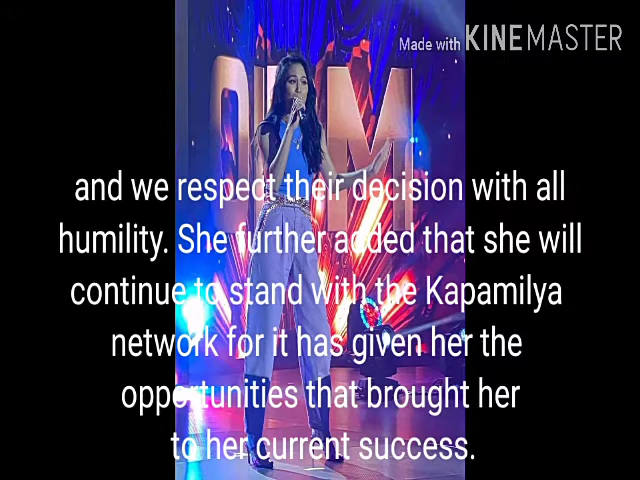 Made with KINEMASTER
and we respect their decision with all
humility. She further added that she will
continue to stand with the Kapamilya
network for it has given her the
opportunities that brought her
to her current success.